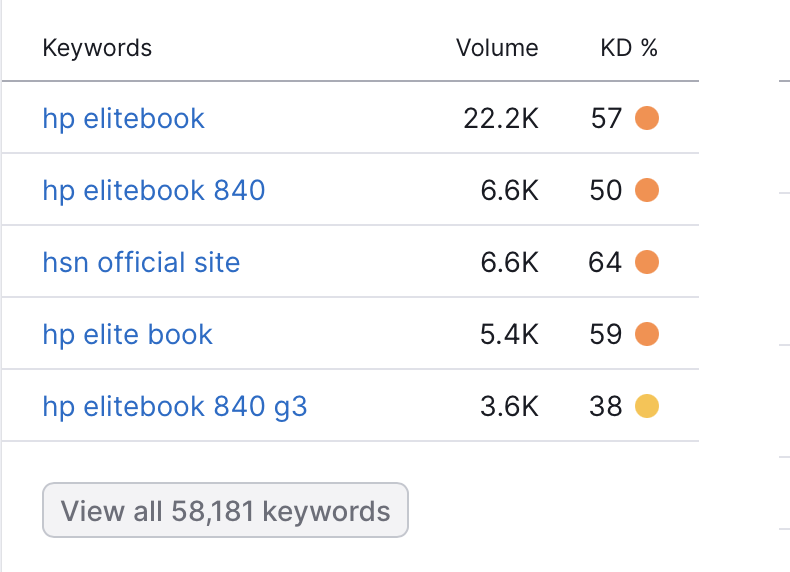 Keywords Volume KD %
hp elitebook 22.2K 57
hp elitebook 840 6.6K 50
hsn official site 6.6K 64
hp elite book 5.4K 59
hp elitebook 840 g3 3.6K 38
View all 58,181 keywords